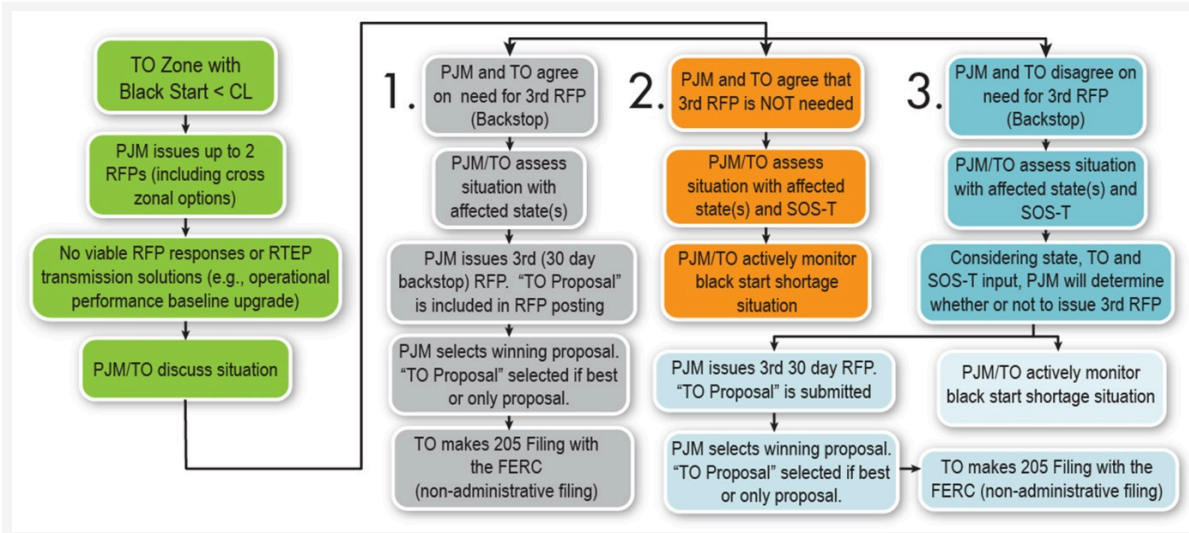 TO Zone with
Black Start < CL
PJM issues up to 2
RFPs (including cross
zonal options)
No viable RFP responses or RTEP
transmission solutions (e.g., operational
performance baseline upgrade)
PJM/TO discuss situation
1.
PJM and TO agree
on need for 3rd RFP
(Backstop)
PJM/TO assess
situation with
affected state(s)
PJM issues 3rd (30 day
backstop) RFP. “TO Proposal”
is included in RFP posting
PJM selects winning proposal.
“TO Proposal” selected if best
or only proposal.
TO makes 205 Filing with
the FERC
(non-administrative filing)
2.
PJM and TO agree that
3rd RFP is NOT needed
PJM/TO assess
situation with affected
state(s) and SOS-T
PJM/TO actively monitor
black start shortage
situation
3.
PJM and TO disagree on
need for 3rd RFP
(Backstop)
PJM/TO assess situation
with affected state(s) and
SOS-T
Considering state, TO and
SOS-T input, PJM will determine
whether or not to issue 3rd RFP
PJM issues 3rd 30 day RFP.
“TO Proposal” is submitted
PJM selects winning proposal.
“TO Proposal” selected if best
or only proposal.
TO makes 205 Filing with the
FERC (non-administrative filing)
PJM/TO actively monitor
black start shortage situation